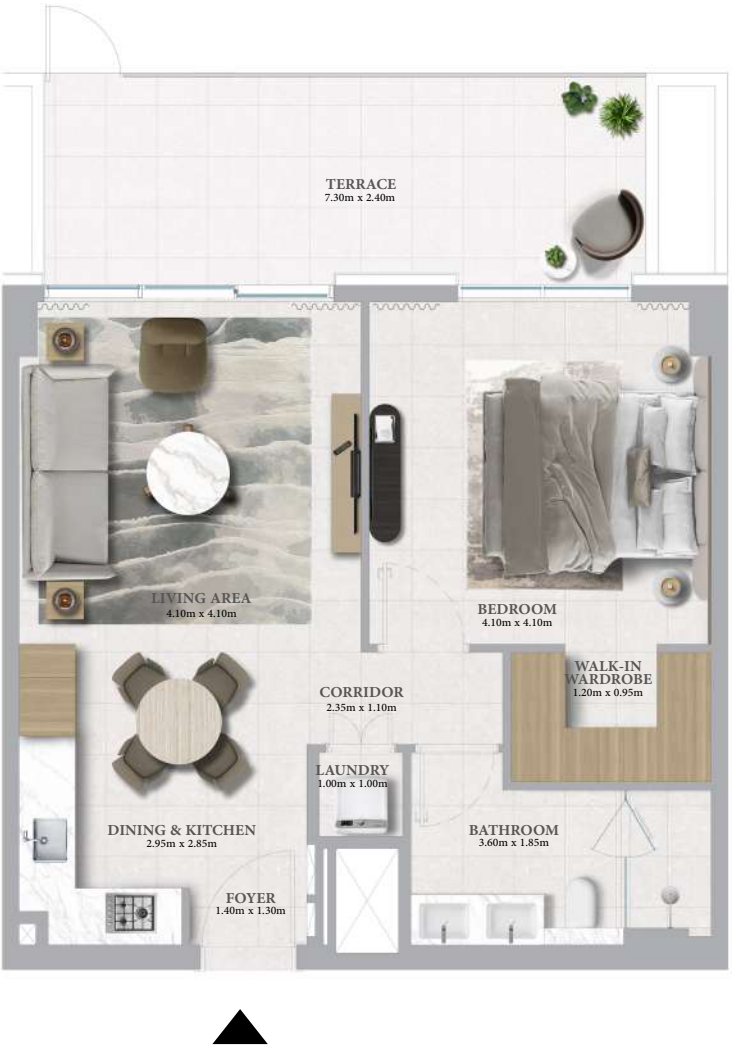 TERRACE
7.30m x 2.40m
LIVING AREA
4.10m x 4.10m
BEDROOM
4.10m x 4.10m
WALK-IN
WARDROBE
1.20m x 0.95m
CORRIDOR
2.35m x 1.10m
LAUNDRY
1.00m x 1.00m
DINING & KITCHEN
2.95m x 2.85m
BATHROOM
3.60m x 1.85m
FOYER
1.40m x 1.30m